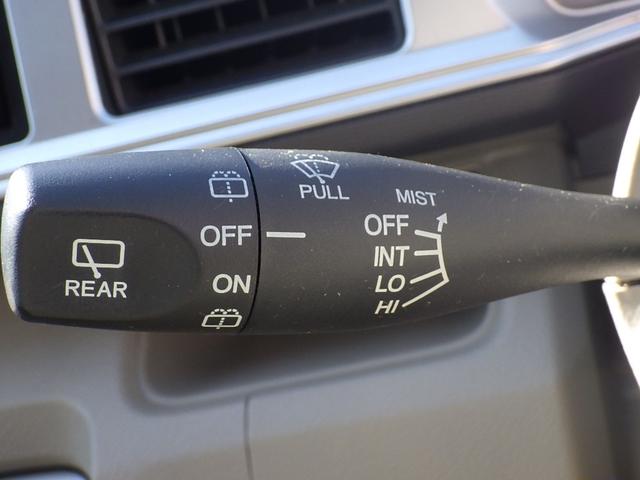 REAR
OFF
ON
PULL
MIST
OFF
INT
LO
HI